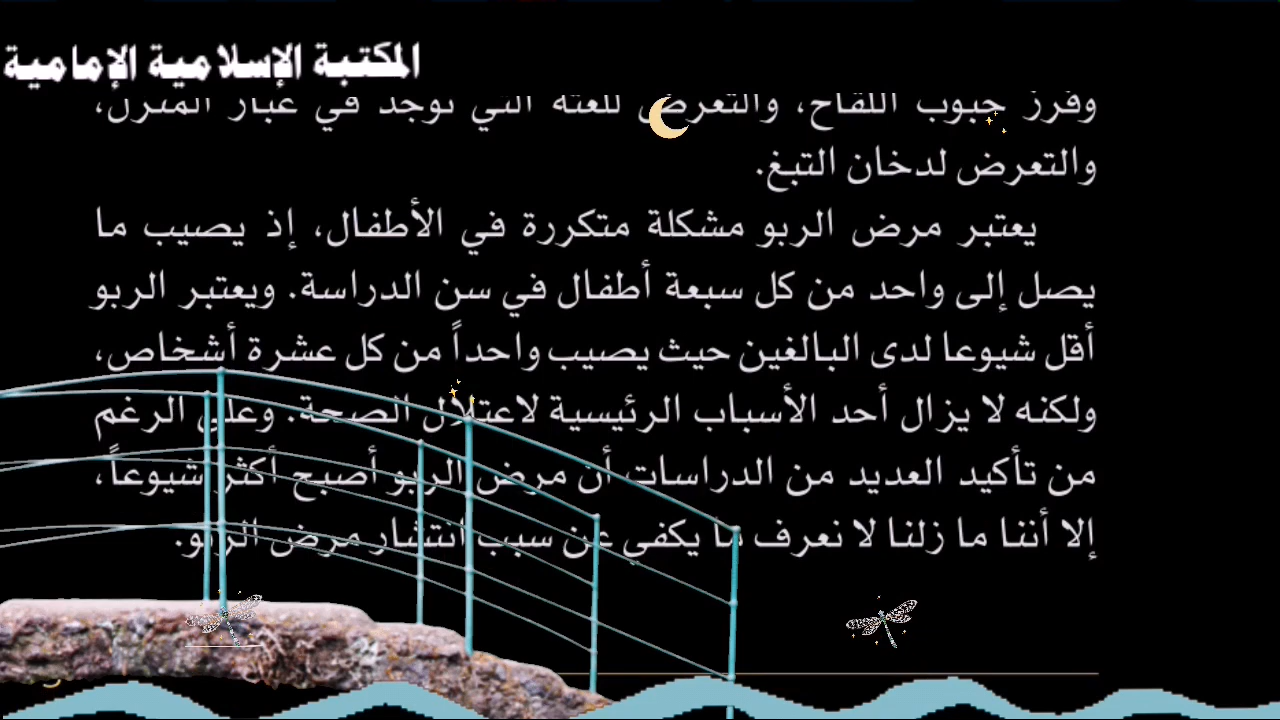 المكتبة الإسلامية الإمامية
وفرز حبوب اللقاح، والتعرض للعثة التي توجد في غبار المنزل،
والتعرض لدخان التبغ.
يعتبر مرض الربو مشكلة متكررة في الأطفال، إذ يصيب ما
يصل إلى واحد من كل سبعة أطفال في سن الدراسة. ويعتبر الربو
أقل شيوعا لدى البالغين حيث يصيب واحداً من كل عشرة أشخاص،
ولكنه لا يزال أحد الأسباب الرئيسية لاعتلال الصحة. وعلى الرغم
من تأكيد العديد من الدراسات أن مرض الربو أصبح أكثر شيوعاً،
إلا أننا ما زلنا لا نعرف ما يكفي عن سبب انتشار مرض الربو.